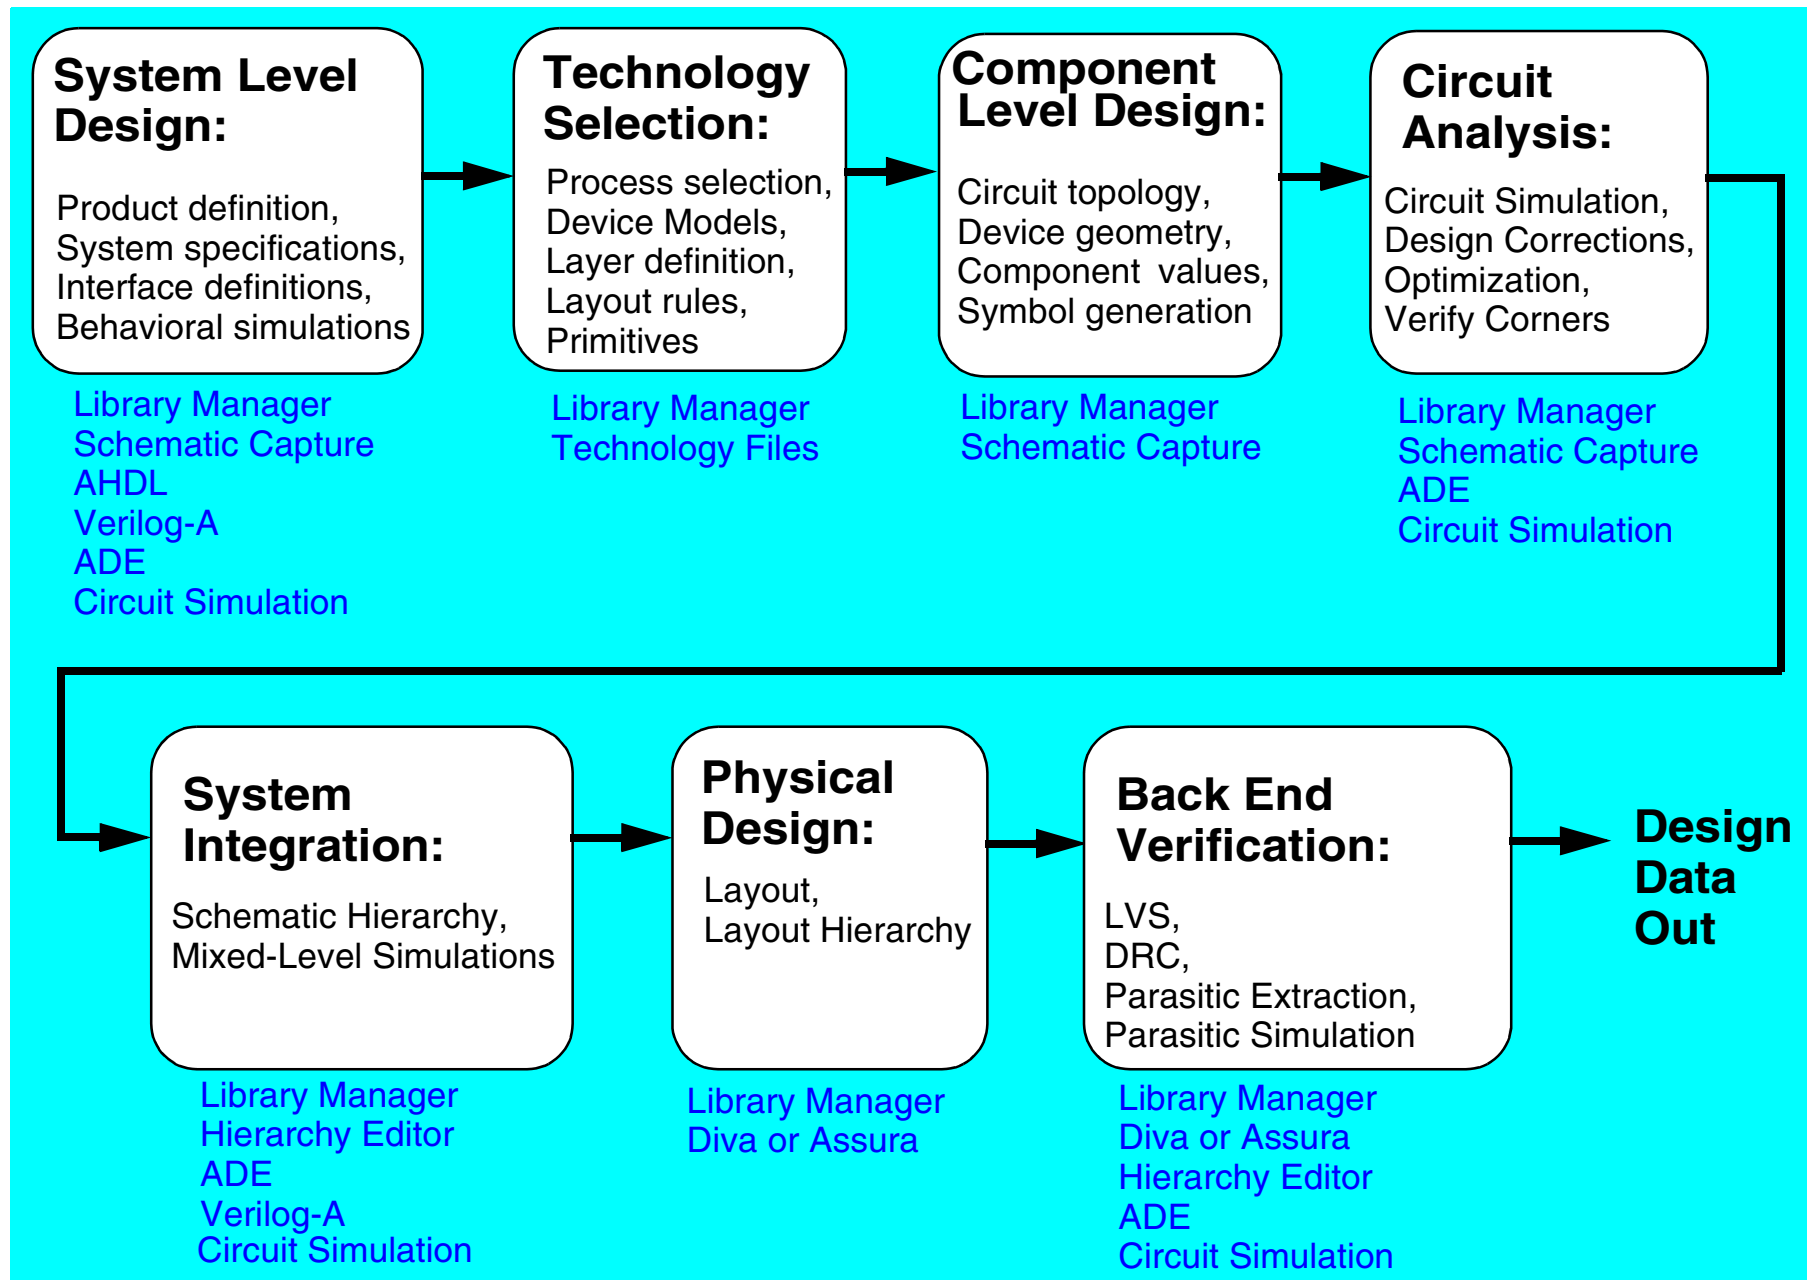 System Level
Design:
Product definition,
System specifications,
Interface definitions,
Behavioral simulations
Library Manager
Schematic Capture
AHDL
Verilog-A
ADE
Circuit Simulation
Technology
Selection:
Process selection,
Device Models,
Layer definition,
Layout rules,
Primitives
Library Manager
Technology Files
Component
Level Design:
Circuit topology,
Device geometry,
Component values,
Symbol generation
Library Manager
Schematic Capture
Circuit
Analysis:
Circuit Simulation,
Design Corrections,
Optimization,
Verify Corners
Library Manager
Schematic Capture
ADE
Circuit Simulation
System
Integration:
Schematic Hierarchy,
Mixed-Level Simulations
Library Manager
Hierarchy Editor
ADE
Verilog-A
Circuit Simulation
Physical
Design:
Layout,
Layout Hierarchy
Library Manager
Diva or Assura
Back End
Verification:
LVS,
DRC,
Parasitic Extraction,
Parasitic Simulation
Library Manager
Diva or Assura
Hierarchy Editor
ADE
Circuit Simulation
Design
Data
Out